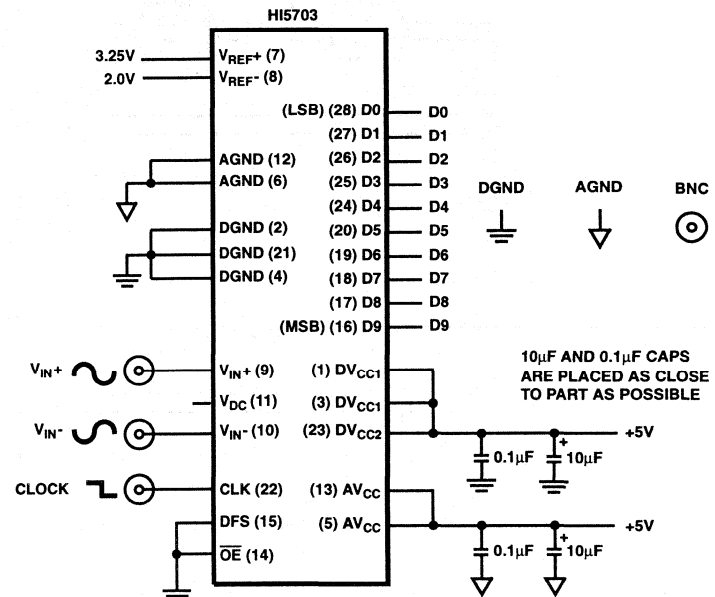 HI5703
3.25V
VREF+ (7)
2.0V
VREF- (8)
(LSB) (28) D0
D0
(27) D1
D1
AGND (12)
(26) D2
D2
AGND (6)
(25) D3
D3
DGND
AGND
BNC
(24) D4
D4
DGND (2)
(20) D5
D5
DGND (21)
(19) D6
D6
DGND (4)
(18) D7
D7
(17) D8
D8
(MSB) (16) D9
D9
VIN+
VIN+ (9)
(1) DVCC1
10µF AND 0.1µF CAPS
ARE PLACED AS CLOSE
TO PART AS POSSIBLE
VDC (11)
(3) DVCC1
VIN-
VIN- (10)
(23) DVCC2
+5V
0.1µF
+
10µF
CLOCK
CLK (22)
(13) AVCC
DFS (15)
(5) AVCC
+5V
OE (14)
0.1µF
+
10µF